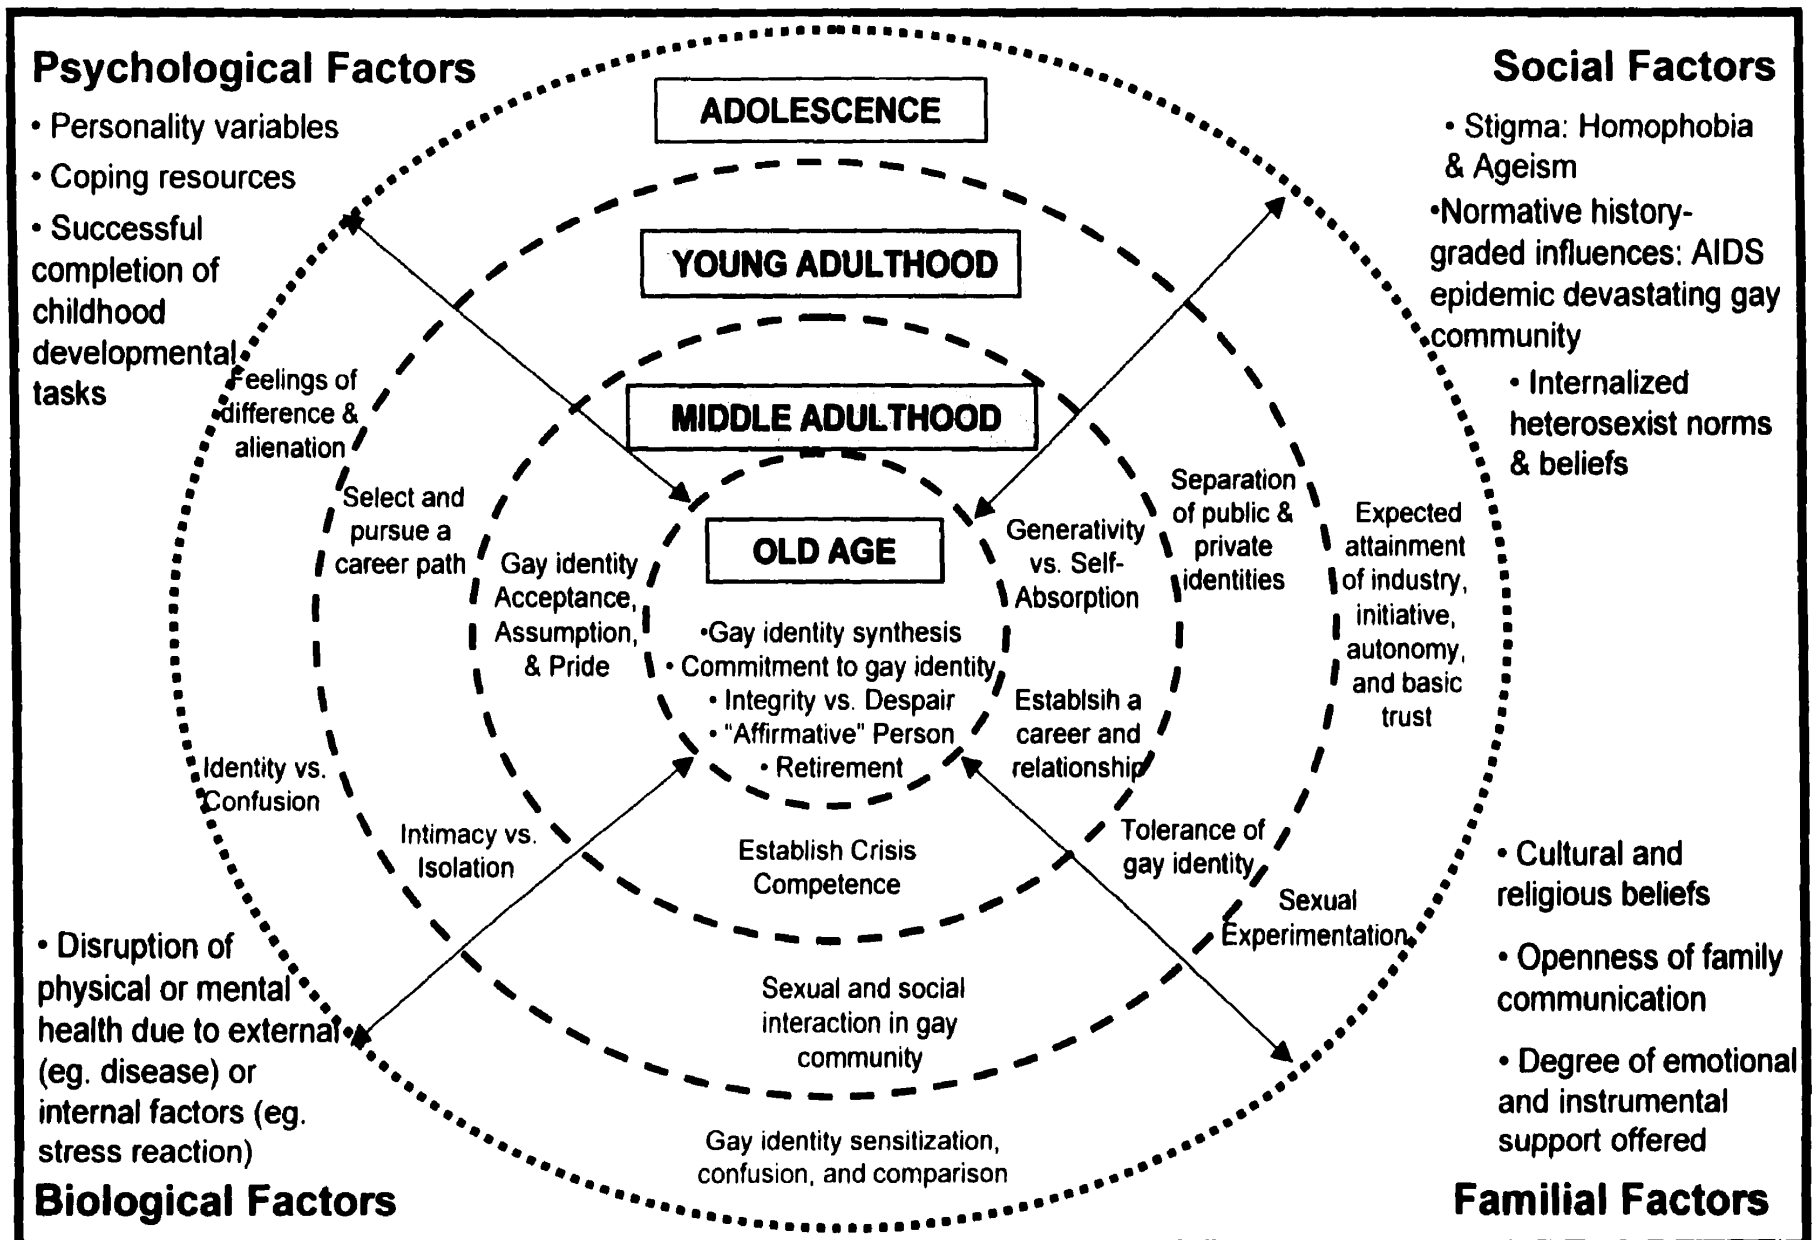 Psychological Factors
• Personality variables
• Coping resources
• Successful
completion of
childhood
developmental
tasks
Social Factors
• Stigma: Homophobia
& Ageism
•Normative history-
graded influences: AIDS
epidemic devastating gay
community
• Internalized
heterosexist norms
& beliefs
ADOLESCENCE
Feelings of
difference &
alienation
Expected
attainment
of industry,
initiative,
autonomy,
and basic
trust
Identity vs.
Confusion
Sexual
Experimentation
Gay identity sensitization,
confusion, and comparison
YOUNG ADULTHOOD
Select and
pursue a
career path
Separation
of public &
private
identities
Intimacy vs.
Isolation
Tolerance of
gay identity
Sexual and social
interaction in gay
community
MIDDLE ADULTHOOD
Gay identity
Acceptance,
Assumption,
& Pride
Generativity
vs. Self-
Absorption
Establsih a
career and
relationship
Establish Crisis
Competence
OLD AGE
•Gay identity synthesis
• Commitment to gay identity
• Integrity vs. Despair
• "Affirmative" Person
• Retirement
• Disruption of
physical or mental
health due to external
(eg. disease) or
internal factors (eg.
stress reaction)
Biological Factors
• Cultural and
religious beliefs
• Openness of family
communication
• Degree of emotional
and instrumental
support offered
Familial Factors